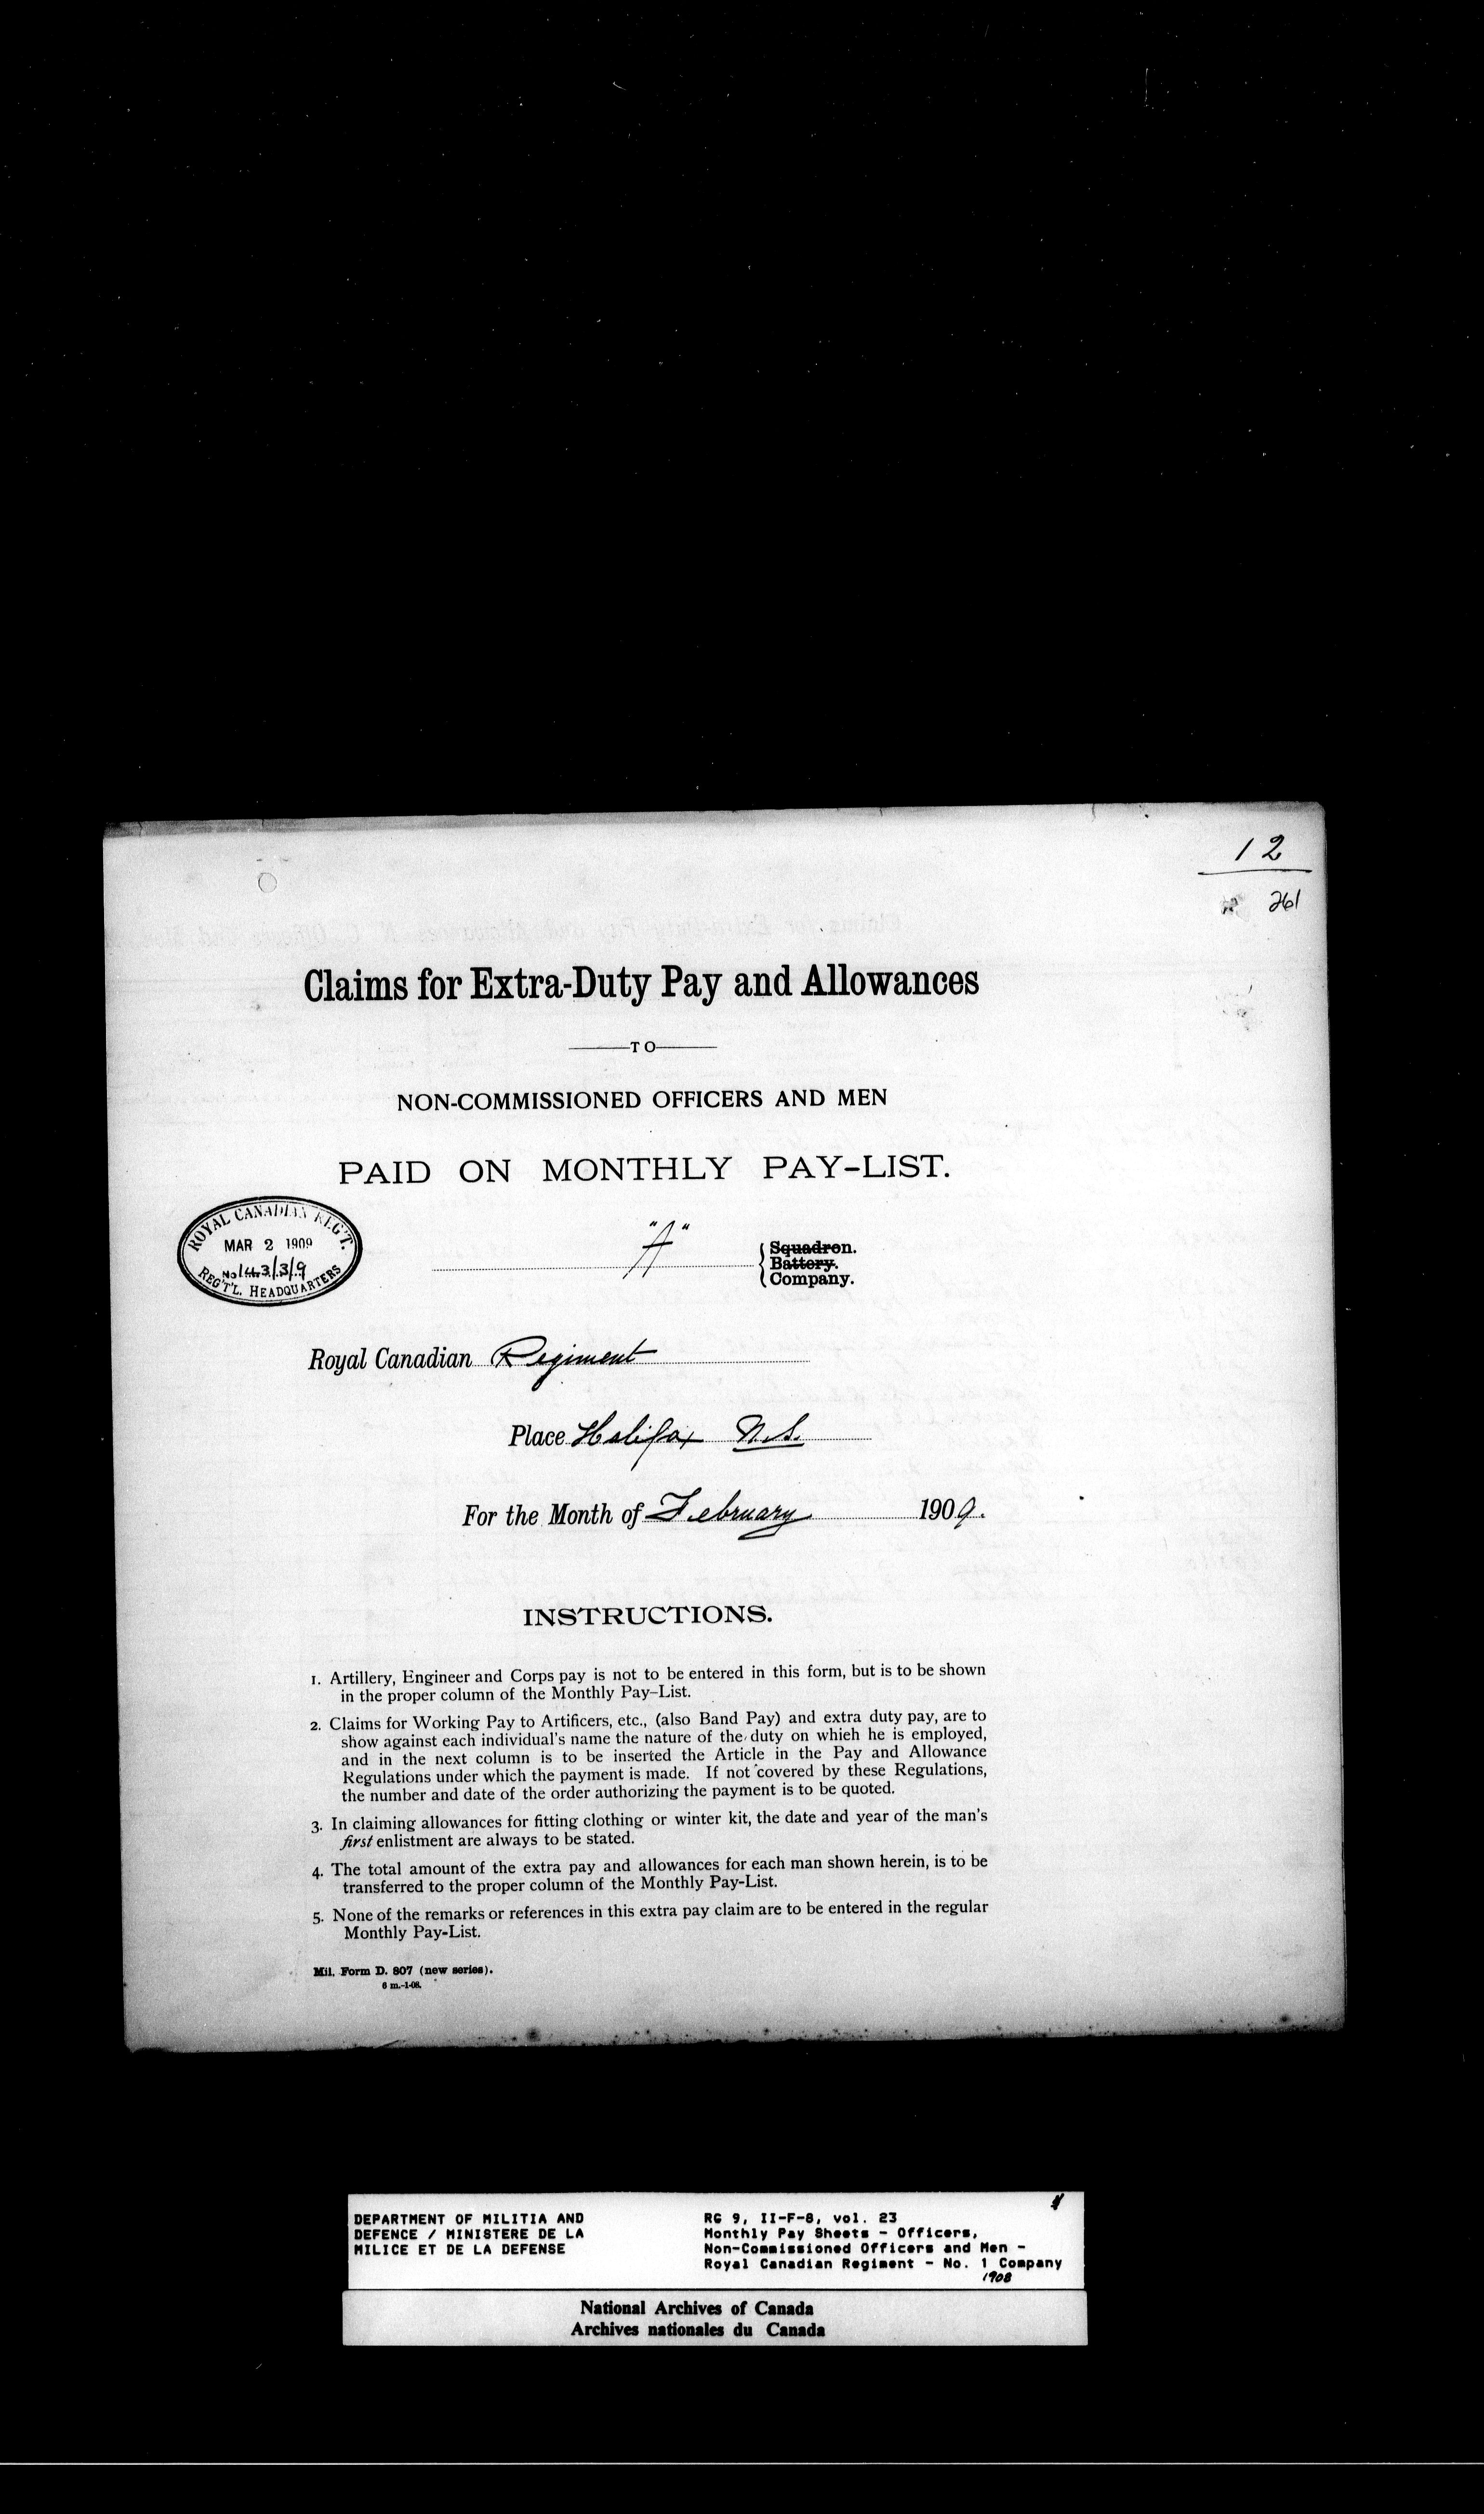 12
261
Claims for Extra-Duty Pay and Allowances
TO
NON-COMMISSIONED OFFICERS AND MEN
PAID ON MONTHLY PAY-LIST.
ROYAL CANADIAN REG'T.
MAR 2 1909
No 143/3/9
REG'T'L. HEADQUARTERS
"A"
Squadron.
Battery.
Company.
Royal Canadian Regiment
Place Halifax N.S.
For the Month of February 1909.
INSTRUCTIONS.
1. Artillery, Engineer and Corps pay is not to be entered in this form, but is to be shown
in the proper column of the Monthly Pay-List.
2. Claims for Working Pay to Artificers, etc., (also Band Pay) and extra duty pay, are to
show against each individual's name the nature of the duty on whieh he is employed,
and in the next column is to be inserted the Article in the Pay and Allowance
Regulations under which the payment is made. If not covered by these Regulations,
the number and date of the order authorizing the payment is to be quoted.
3. In claiming allowances for fitting clothing or winter kit, the date and year of the man's
first enlistment are always to be stated.
4. The total amount of the extra pay and allowances for each man shown herein, is to be
transferred to the proper column of the Monthly Pay-List.
5. None of the remarks or references in this extra pay claim are to be entered in the regular
Monthly Pay-List.
Mil. Form D. 807 (new series).
6 m.-1-08.
DEPARTMENT OF MILITIA AND
DEFENCE / MINISTERE DE LA
MILICE ET DE LA DEFENSE
RG 9, II-F-8, vol. 23
Monthly Pay Sheets - Officers,
Non-Commissioned Officers and Men -
Royal Canadian Regiment - No. 1 Company
1908
National Archives of Canada
Archives nationales du Canada